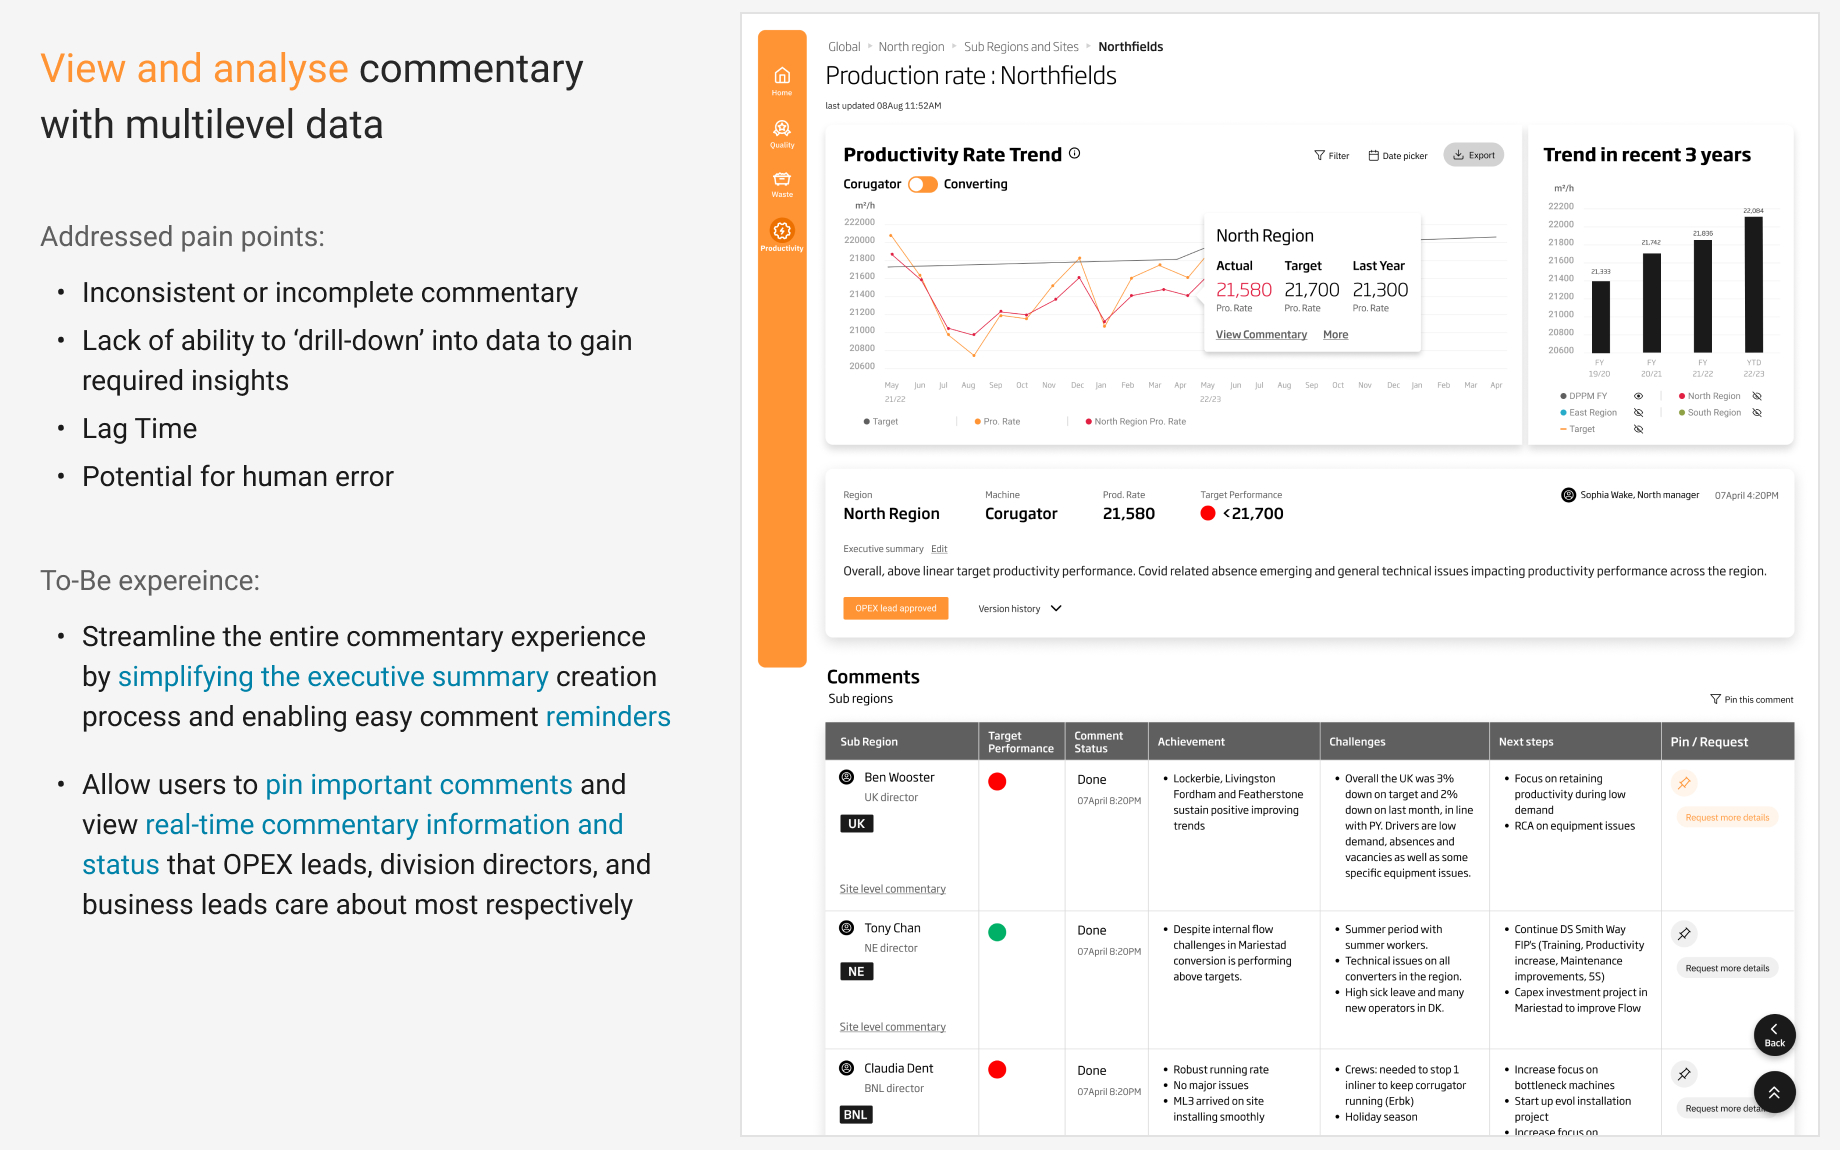 View and analyse commentary
with multilevel data
Addressed pain points:
• Inconsistent or incomplete commentary
• Lack of ability to ‘drill-down’ into data to gain
required insights
• Lag Time
• Potential for human error
To-Be expereince:
• Streamline the entire commentary experience
by simplifying the executive summary creation
process and enabling easy comment reminders
• Allow users to pin important comments and
view real-time commentary information and
status that OPEX leads, division directors, and
business leads care about most respectively
Home
Quality
Waste
Productivity
Global ▸ North region ▸ Sub Regions and Sites ▸ Northfields
Production rate : Northfields
last updated 08Aug 11:52AM
Productivity Rate Trend
Filter Date picker Export
Corugator Converting
m²/h
222000
220000
21800
21600
21400
21200
21000
20800
20600
May Jun Jul Aug Sep Oct Nov Dec Jan Feb Mar Apr May Jun Jul Aug Sep Oct Nov Dec Jan Feb Mar Apr
21/22 22/23
Target Pro. Rate North Region Pro. Rate
North Region
Actual Target Last Year
21,580 21,700 21,300
Pro. Rate Pro. Rate Pro. Rate
View Commentary More
Trend in recent 3 years
m²/h
22200
22000
21800
21600
21400
21200
21000
20800
20600
21,333
21,742
21,836
22,084
FY FY FY YTD
19/20 20/21 21/22 22/23
DPPM FY North Region
East Region South Region
Target
Region Machine Prod. Rate Target Performance
North Region Corugator 21,580 <21,700
Sophia Wake, North manager 07April 4:20PM
Executive summary Edit
Overall, above linear target productivity performance. Covid related absence emerging and general technical issues impacting productivity performance across the region.
OPEX lead approved Version history
Comments
Sub regions
Pin this comment
Sub Region
Target
Performance
Comment
Status
Achievement
Challenges
Next steps
Pin / Request
Ben Wooster
UK director
UK
Site level commentary
Done
07April 8:20PM
• Lockerbie, Livingston
Fordham and Featherstone
sustain positive improving
trends
• Overall the UK was 3%
down on target and 2%
down on last month, in line
with PY. Drivers are low
demand, absences and
vacancies as well as some
specific equipment issues.
• Focus on retaining
productivity during low
demand
• RCA on equipment issues
Request more details
Tony Chan
NE director
NE
Site level commentary
Done
07April 8:20PM
• Despite internal flow
challenges in Mariestad
conversion is performing
above targets.
• Summer period with
summer workers.
• Technical issues on all
converters in the region.
• High sick leave and many
new operators in DK.
• Continue DS Smith Way
FIP's (Training, Productivity
increase, Maintenance
improvements, 5S)
• Capex investment project in
Mariestad to improve Flow
Request more details
Claudia Dent
BNL director
BNL
Done
07April 8:20PM
• Robust running rate
• No major issues
• ML3 arrived on site
installing smoothly
• Crews: needed to stop 1
inliner to keep corrugator
running (Erbk)
• Holiday season
• Increase focus on
bottleneck machines
• Start up evol installation
project
• Increase focus on
Request more
Back